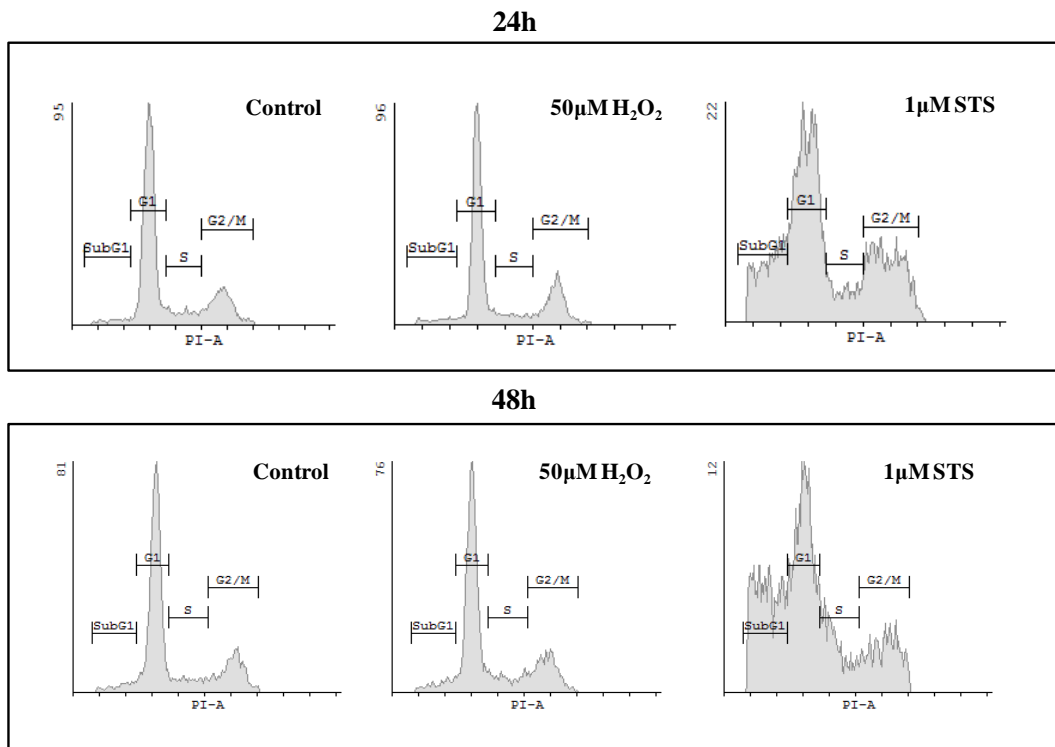 24h
Control
50μM H₂O₂
1μM STS
95
96
22
G1
G2/M
SubG1
S
PI-A
G1
G2/M
SubG1
S
PI-A
G1
G2/M
SubG1
S
PI-A
48h
Control
50μM H₂O₂
1μM STS
81
76
12
G1
G2/M
SubG1
S
PI-A
G1
G2/M
SubG1
S
PI-A
G1
G2/M
SubG1
S
PI-A